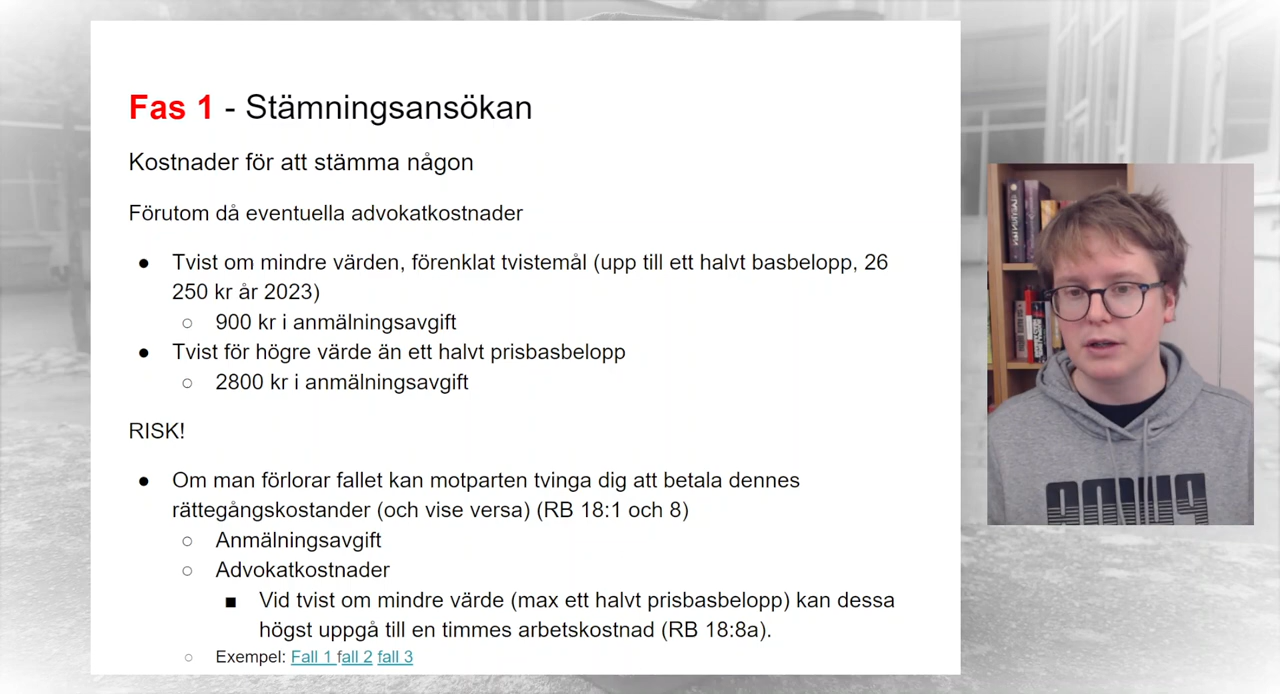 Fas 1 - Stämningsansökan
Kostnader för att stämma någon
Förutom då eventuella advokatkostnader
● Tvist om mindre värden, förenklat tvistemål (upp till ett halvt basbelopp, 26
250 kr år 2023)
○ 900 kr i anmälningsavgift
● Tvist för högre värde än ett halvt prisbasbelopp
○ 2800 kr i anmälningsavgift
RISK!
● Om man förlorar fallet kan motparten tvinga dig att betala dennes
rättegångskostander (och vise versa) (RB 18:1 och 8)
○ Anmälningsavgift
○ Advokatkostnader
■ Vid tvist om mindre värde (max ett halvt prisbasbelopp) kan dessa
högst uppgå till en timmes arbetskostnad (RB 18:8a).
○ Exempel: Fall 1 fall 2 fall 3